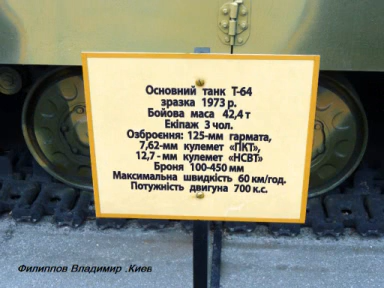 Основний танк Т-64
зразка 1973 р.
Бойова маса 42,4 т
Екіпаж 3 чол.
Озброєння: 125-мм гармата,
7,62-мм кулемет «ПКТ»,
12,7-мм кулемет «НСВТ»
Броня 100-450 мм
Максимальна швидкість 60 км/год.
Потужність двигуна 700 к.с.
Филиппов Владимир .Киев